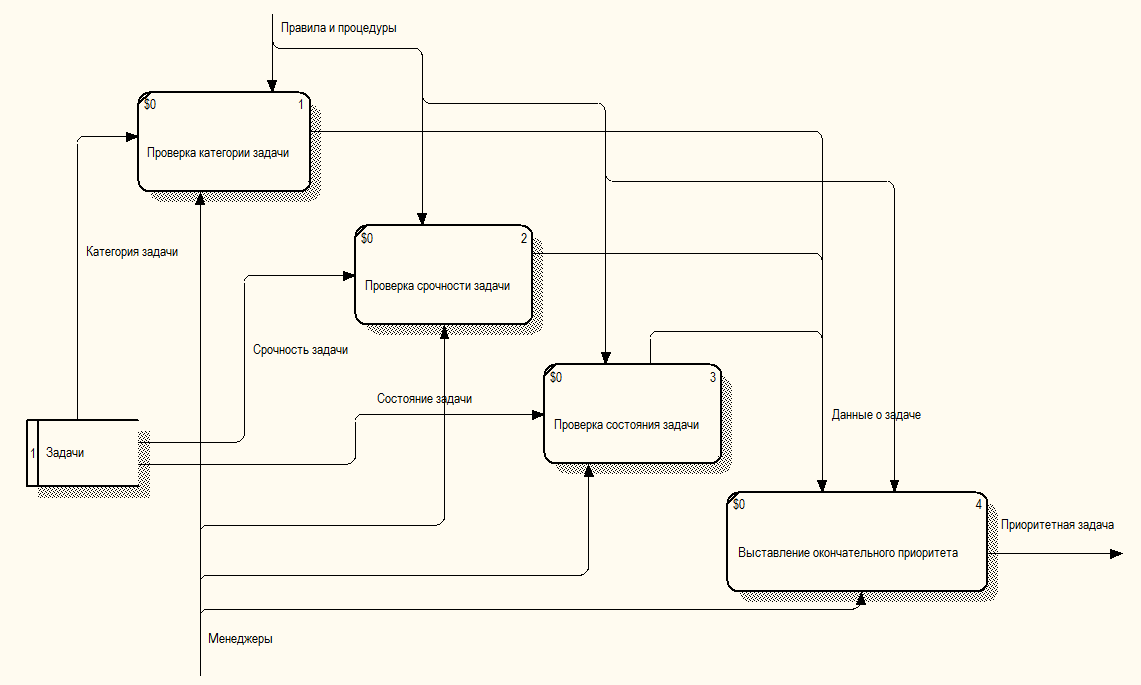 Правила и процедуры
$0 1
Проверка категории задачи
Категория задачи
$0 2
Проверка срочности задачи
Срочность задачи
$0 3
Состояние задачи
Проверка состояния задачи
Данные о задаче
1 Задачи
$0 4
Приоритетная задача
Выставление окончательного приоритета
Менеджеры